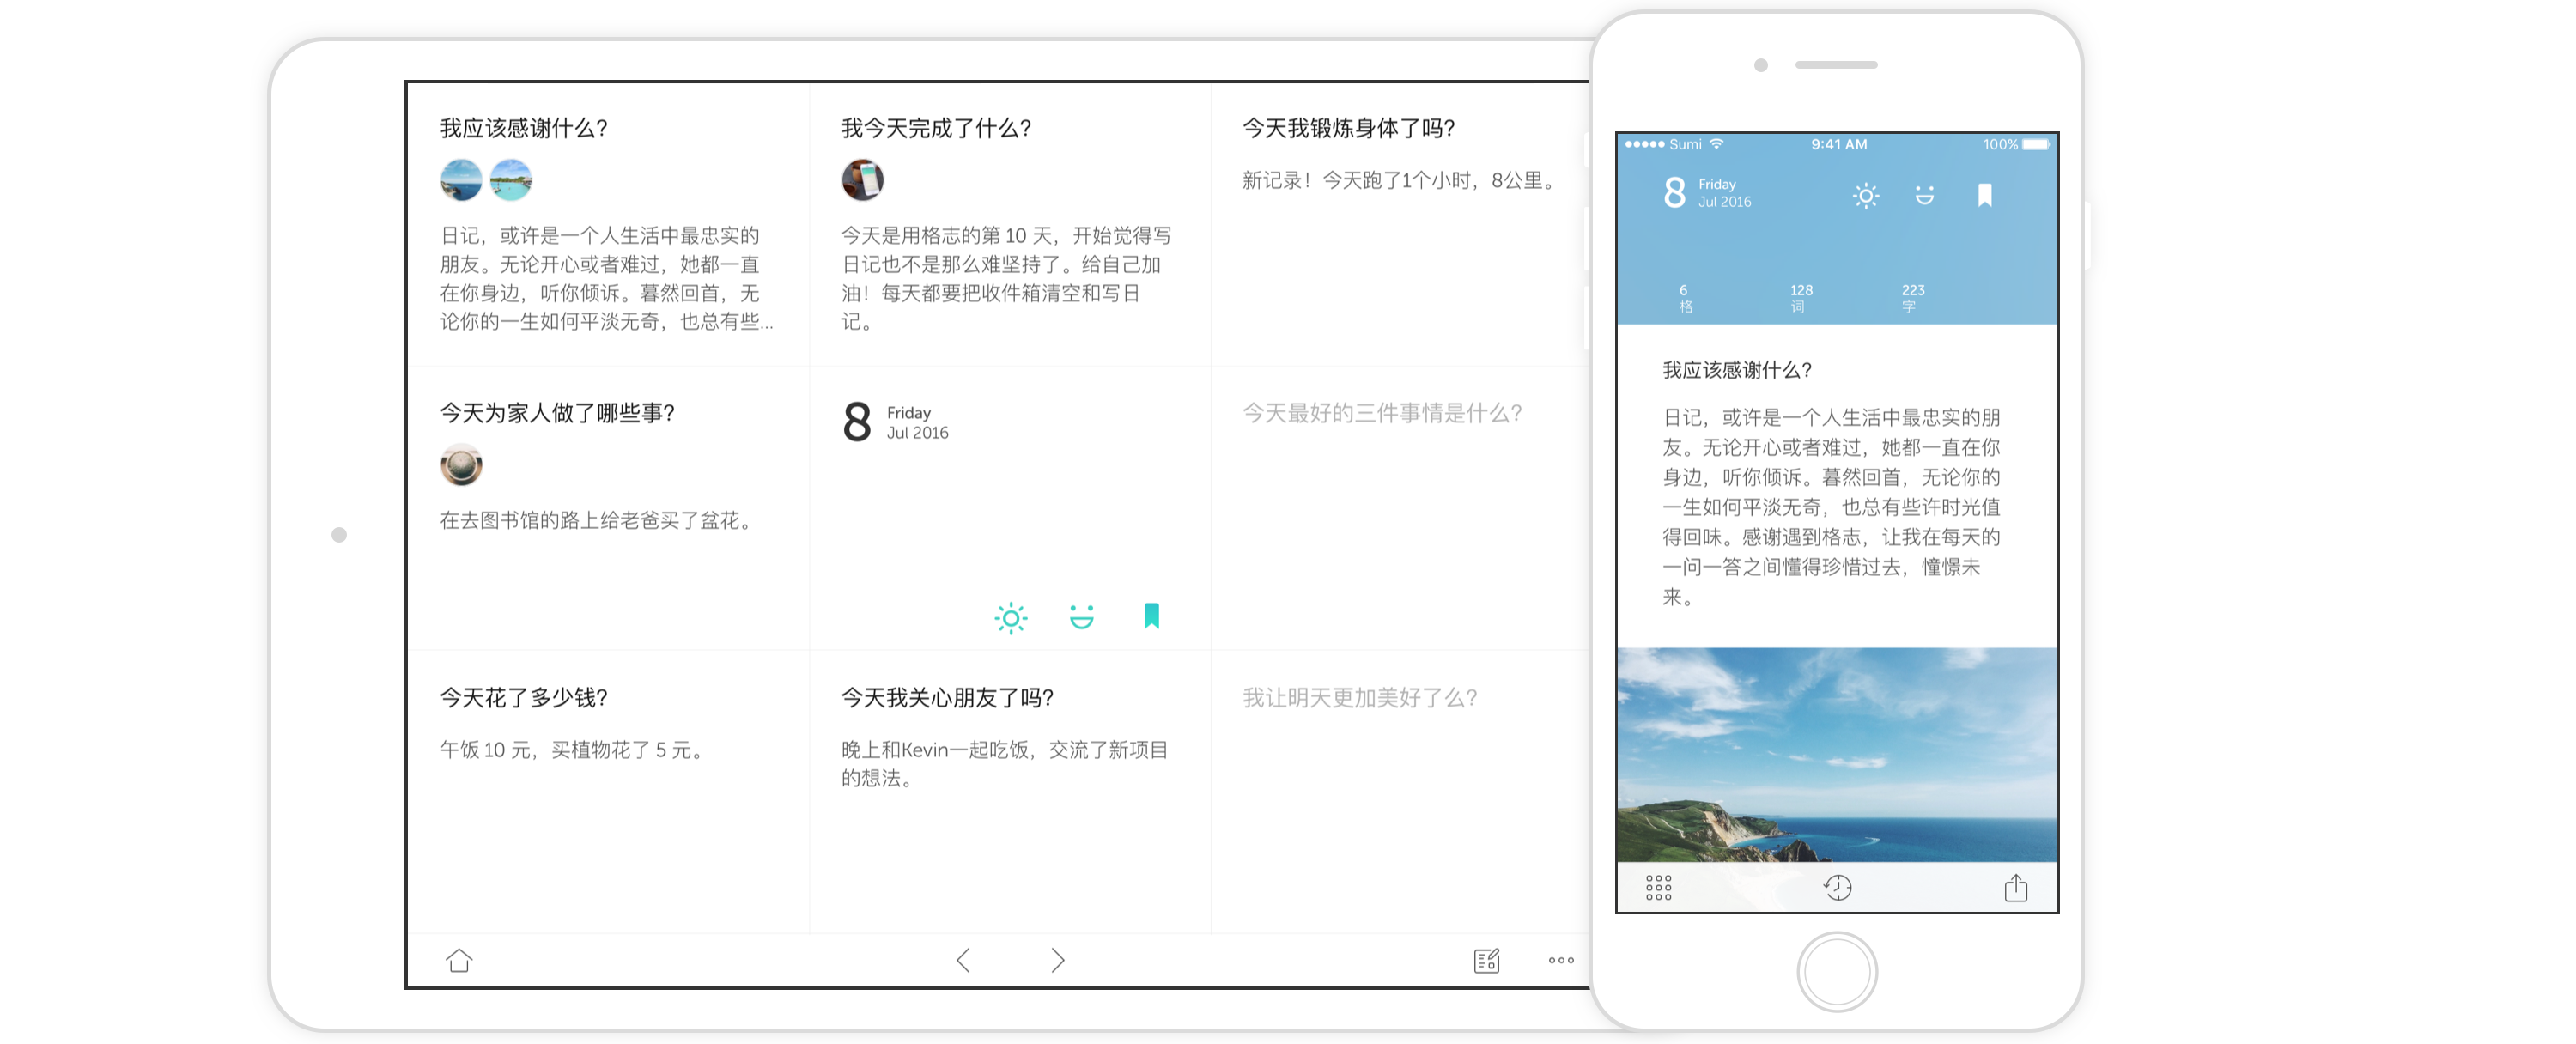 我应该感谢什么?
日记，或许是一个人生活中最忠实的
朋友。无论开心或者难过，她都一直
在你身边，听你倾诉。暮然回首，无
论你的一生如何平淡无奇，也总有些...
我今天完成了什么?
今天是用格志的第 10 天，开始觉得写
日记也不是那么难坚持了。给自己加
油！每天都要把收件箱清空和写日
记。
今天我锻炼身体了吗?
新记录！今天跑了1个小时，8公里。
今天为家人做了哪些事?
在去图书馆的路上给老爸买了盆花。
8
Friday
Jul 2016
今天最好的三件事情是什么?
今天花了多少钱?
午饭 10 元，买植物花了 5 元。
今天我关心朋友了吗?
晚上和Kevin一起吃饭，交流了新项目
的想法。
我让明天更加美好了么?
Sumi 9:41 AM 100%
8
Friday
Jul 2016
6 128 223
格 词 字
我应该感谢什么?
日记，或许是一个人生活中最忠实的朋
友。无论开心或者难过，她都一直在你
身边，听你倾诉。暮然回首，无论你的
一生如何平淡无奇，也总有些许时光值
得回味。感谢遇到格志，让我在每天的
一问一答之间懂得珍惜过去，憧憬未
来。